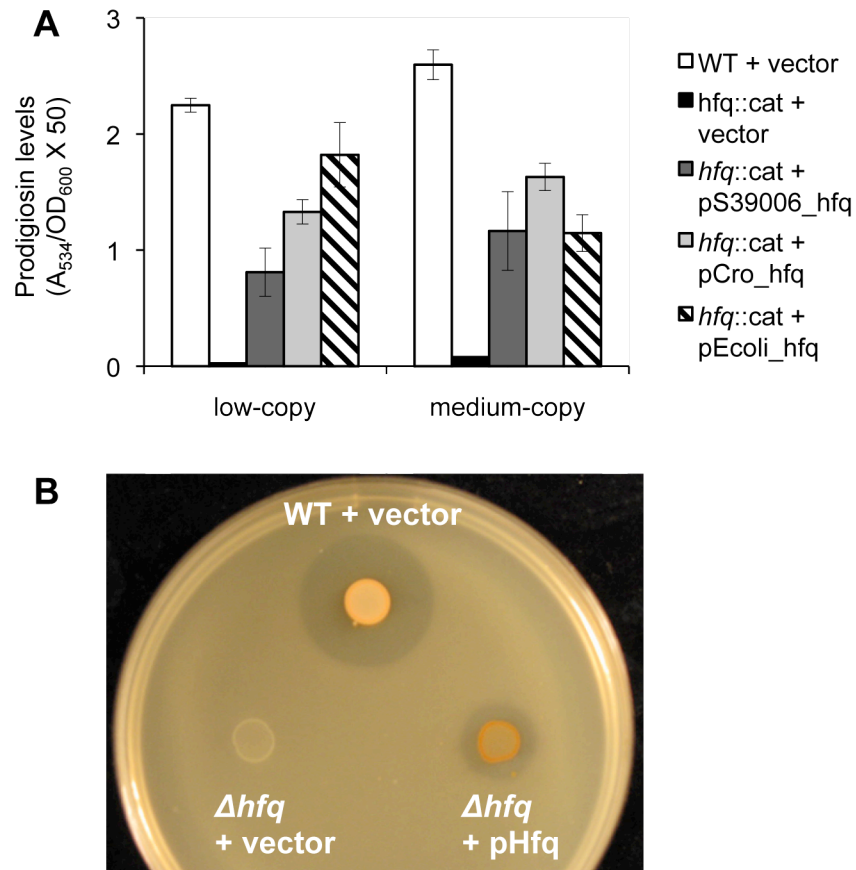 A
3
2
1
0
Prodigiosin levels
(A534/OD600 X 50)
low-copy
medium-copy
WT + vector
hfq::cat +
vector
hfq::cat +
pS39006_hfq
hfq::cat +
pCro_hfq
hfq::cat +
pEcoli_hfq
B
WT + vector
Δhfq
+ vector
Δhfq
+ pHfq